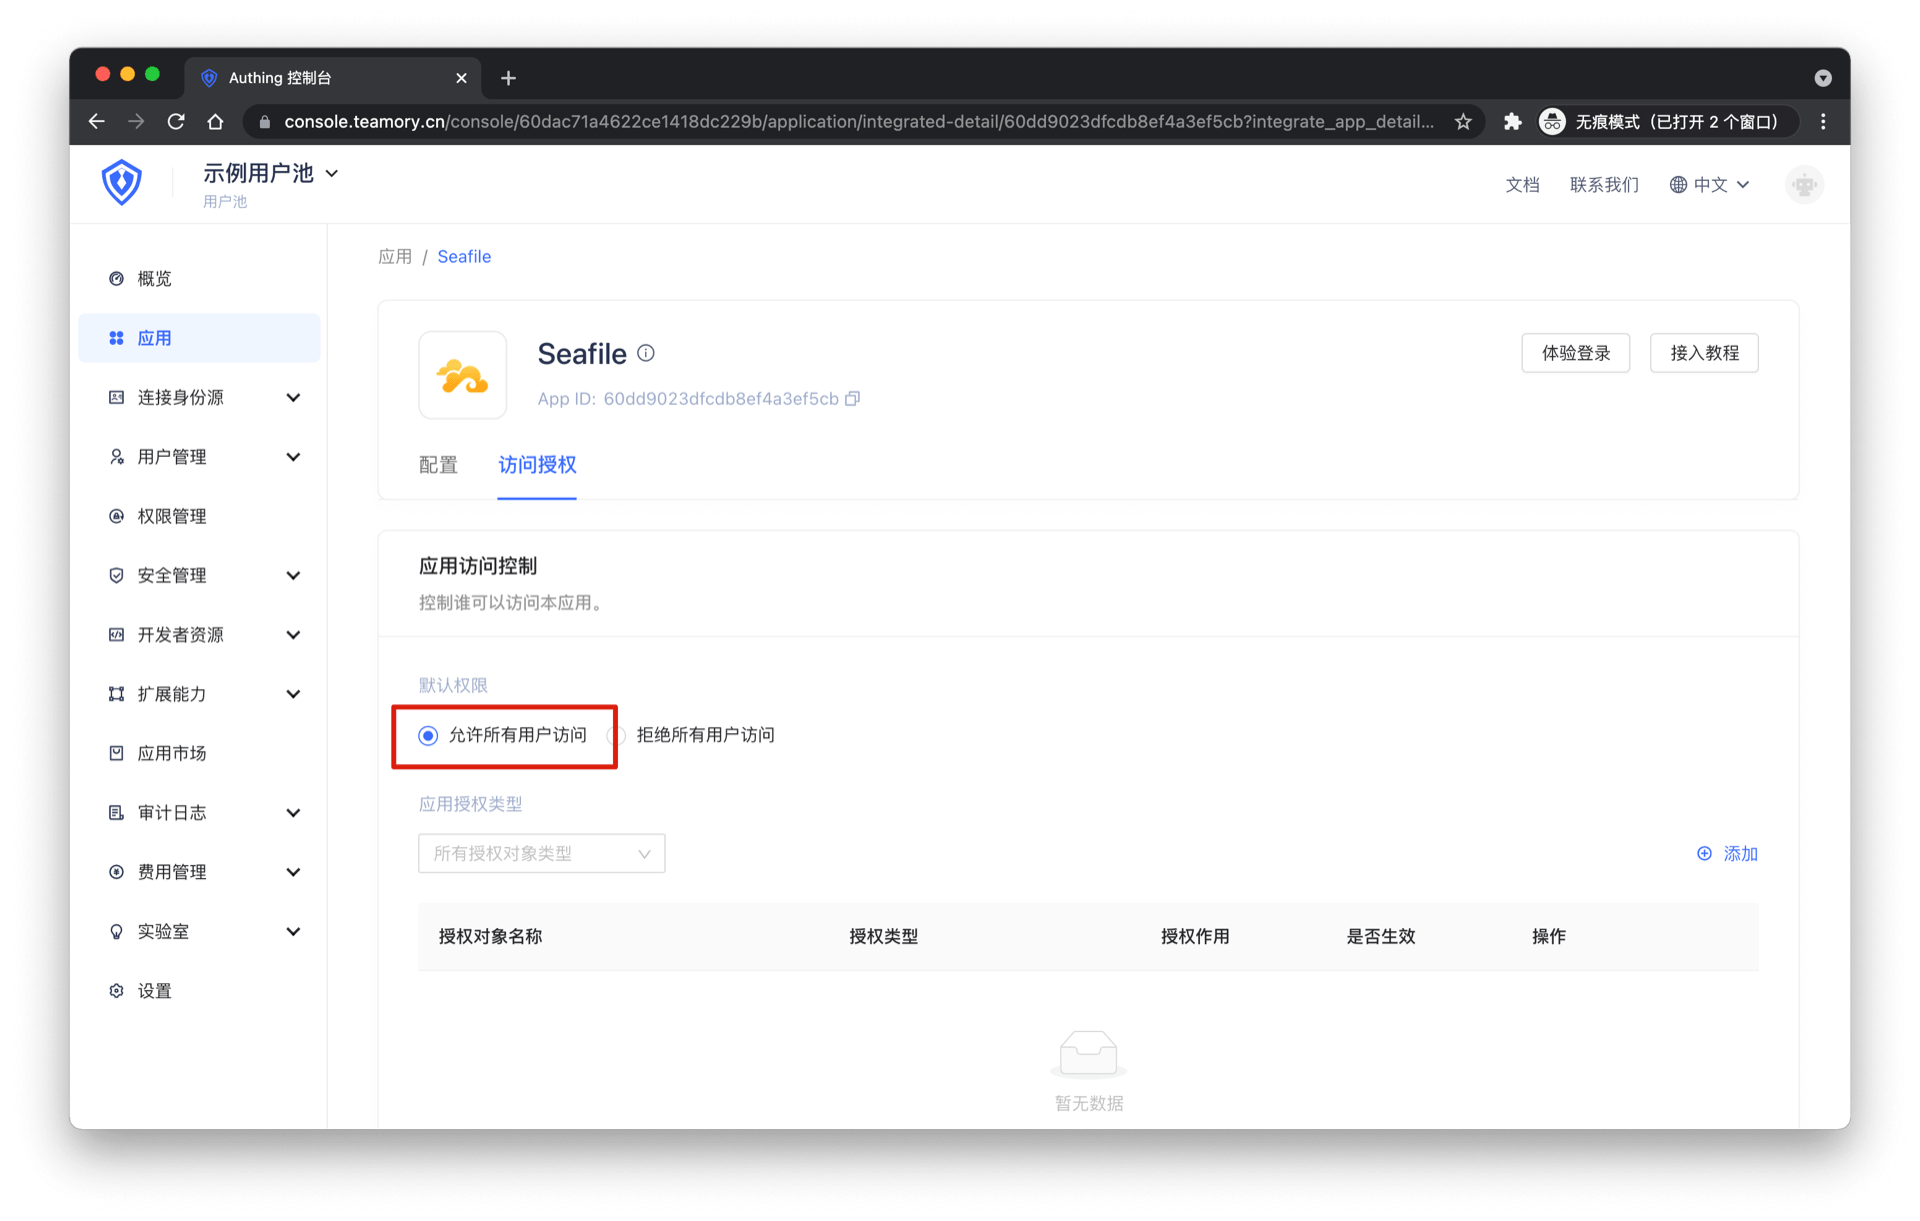 Authing 控制台
console.teamory.cn/console/60dac71a4622ce1418dc229b/application/integrated-detail/60dd9023dfcdb8ef4a3ef5cb?integrate_app_detail...
无痕模式（已打开 2 个窗口）
示例用户池
用户池
文档
联系我们
中文
概览
应用
连接身份源
用户管理
权限管理
安全管理
开发者资源
扩展能力
应用市场
审计日志
费用管理
实验室
设置
应用 / Seafile
Seafile
App ID: 60dd9023dfcdb8ef4a3ef5cb
体验登录
接入教程
配置
访问授权
应用访问控制
控制谁可以访问本应用。
默认权限
允许所有用户访问
拒绝所有用户访问
应用授权类型
所有授权对象类型
添加
授权对象名称 授权类型 授权作用 是否生效 操作
暂无数据